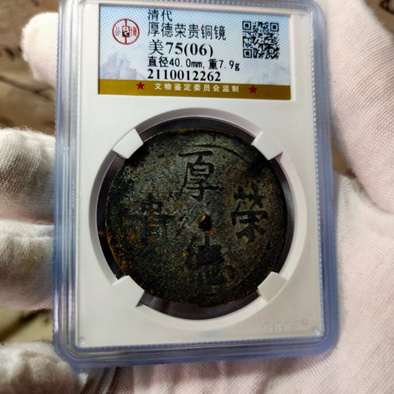 清代
厚德荣贵铜镜
美75(06)
直径40.0mm,重7.9g
2110012262
★ 文物鉴定委员会监制 ★
厚
德
荣
贵